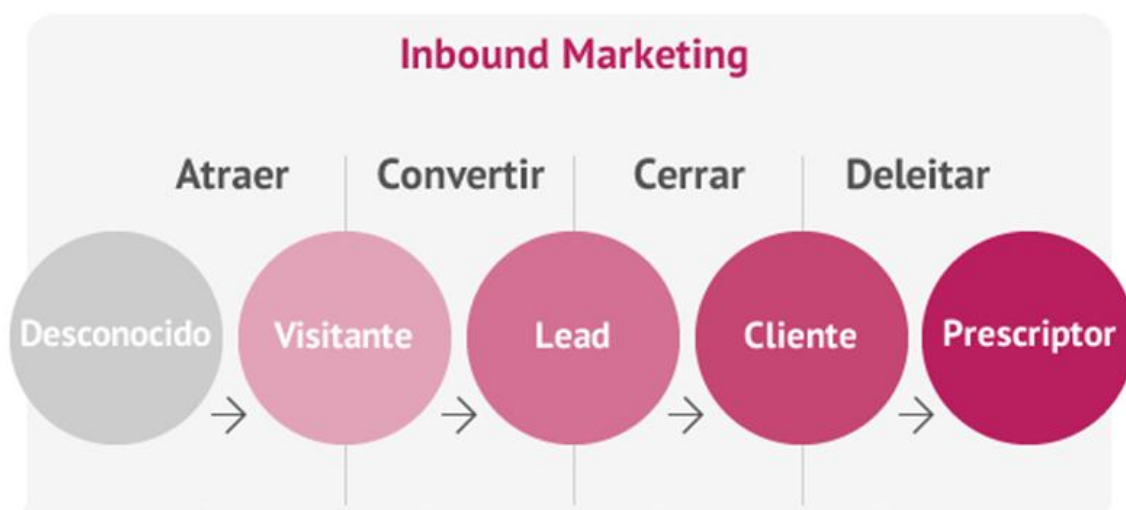 Inbound Marketing
Atraer Convertir Cerrar Deleitar
Desconocido Visitante Lead Cliente Prescriptor